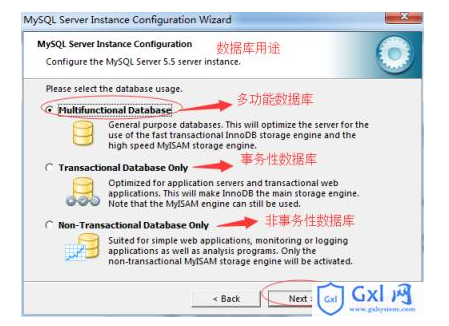 MySQL Server Instance Configuration Wizard
MySQL Server Instance Configuration
数据库用途
Configure the MySQL Server 5.5 server instance.
Please select the database usage.
Multifunctional Database
多功能数据库
General purpose databases. This will optimize the server for the
use of the fast transactional InnoDB storage engine and the
high speed MyISAM storage engine.
Transactional Database Only
事务性数据库
Optimized for application servers and transactional web
applications. This will make InnoDB the main storage engine.
Note that the MyISAM engine can still be used.
Non-Transactional Database Only
非事务性数据库
Suited for simple web applications, monitoring or logging
applications as well as analysis programs. Only the
non-transactional MyISAM storage engine will be activated.
< Back
Next >
Gxl
Gxl 网
www.gxlsystem.com